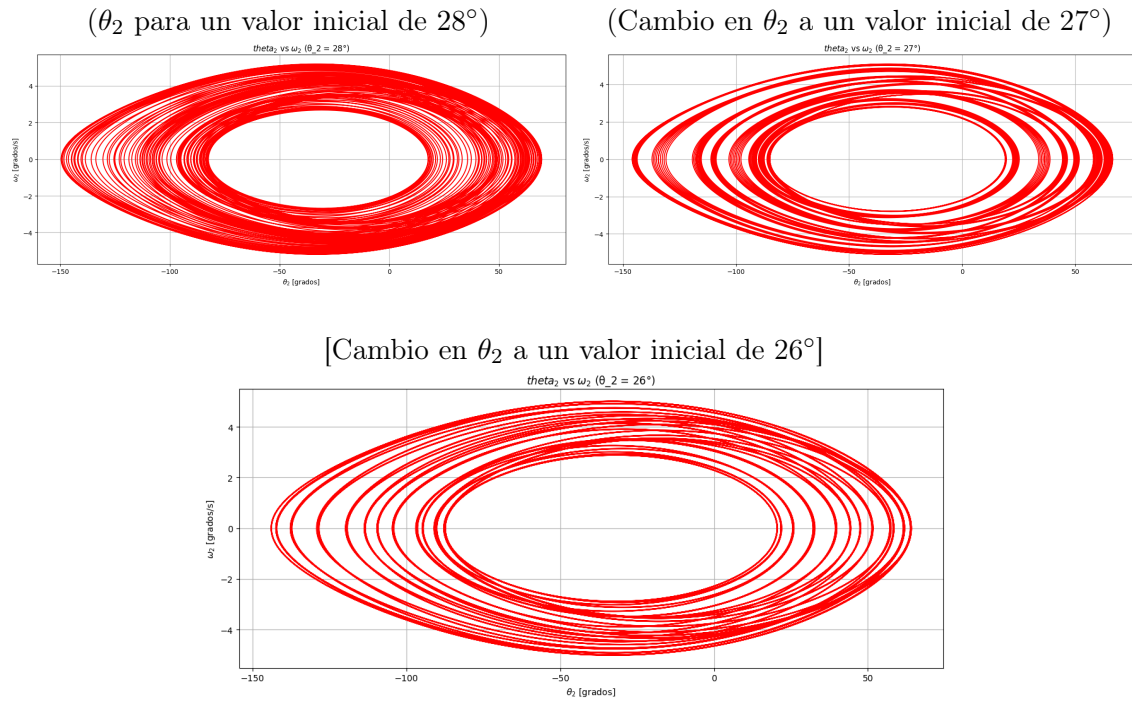 (θ₂ para un valor inicial de 28°)
(Cambio en θ₂ a un valor inicial de 27°)
theta₂ vs ω₂ (θ_2 = 28°)
4
2
0
−2
−4
ω₂ [grados/s]
−150
−100
−50
0
50
θ₂ [grados]
theta₂ vs ω₂ (θ_2 = 27°)
4
2
0
−2
−4
ω₂ [grados/s]
−150
−100
−50
0
50
θ₂ [grados]
[Cambio en θ₂ a un valor inicial de 26°]
theta₂ vs ω₂ (θ_2 = 26°)
4
2
0
−2
−4
ω₂ [grados/s]
−150
−100
−50
0
50
θ₂ [grados]